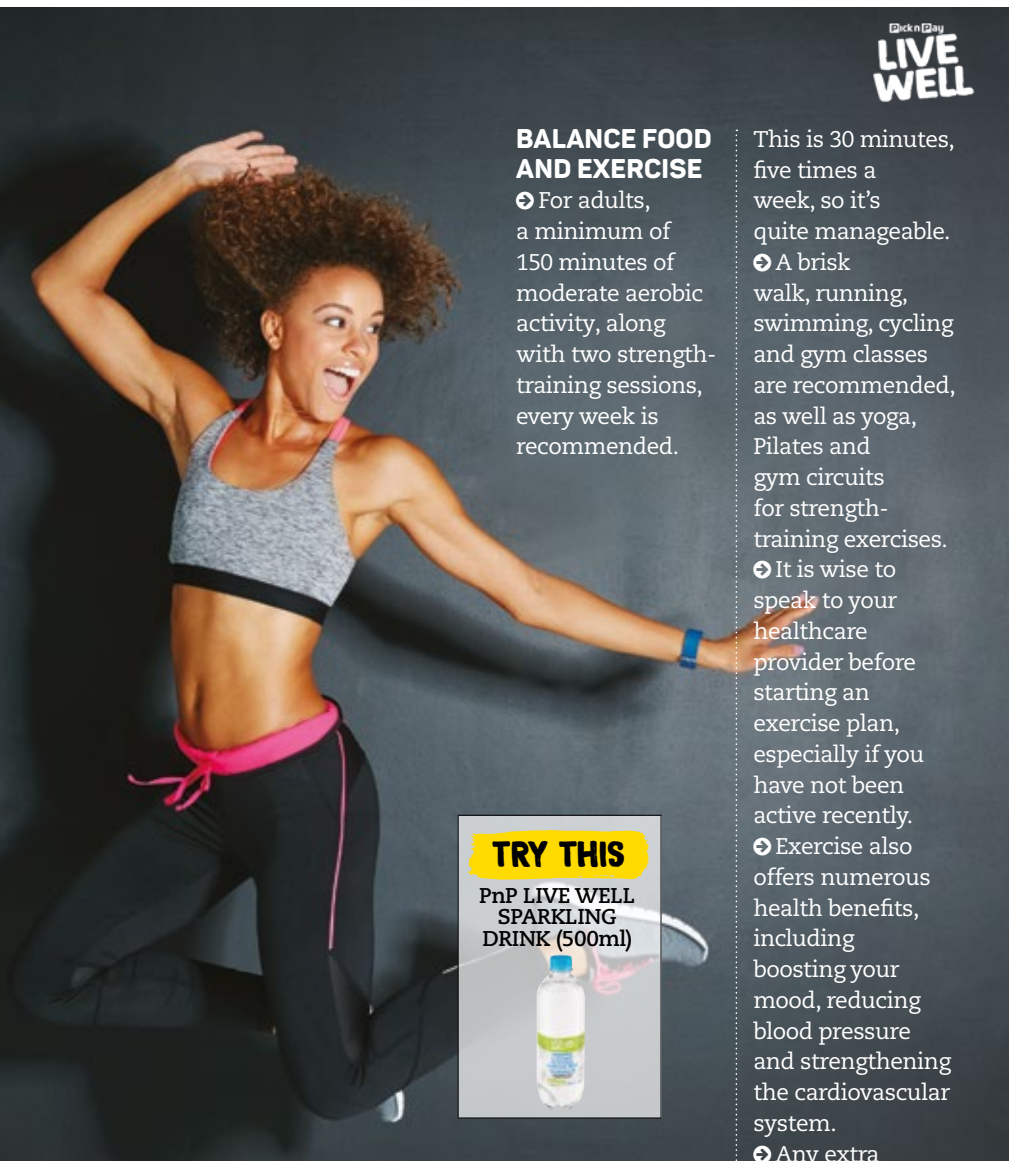 Pick n Pay
LIVE
WELL
BALANCE FOOD
AND EXERCISE
For adults,
a minimum of
150 minutes of
moderate aerobic
activity, along
with two strength-
training sessions,
every week is
recommended.
This is 30 minutes,
five times a
week, so it's
quite manageable.
A brisk
walk, running,
swimming, cycling
and gym classes
are recommended,
as well as yoga,
Pilates and
gym circuits
for strength-
training exercises.
It is wise to
speak to your
healthcare
provider before
starting an
exercise plan,
especially if you
have not been
active recently.
Exercise also
offers numerous
health benefits,
including
boosting your
mood, reducing
blood pressure
and strengthening
the cardiovascular
system.
Any extra
TRY THIS
PnP LIVE WELL
SPARKLING
DRINK (500ml)